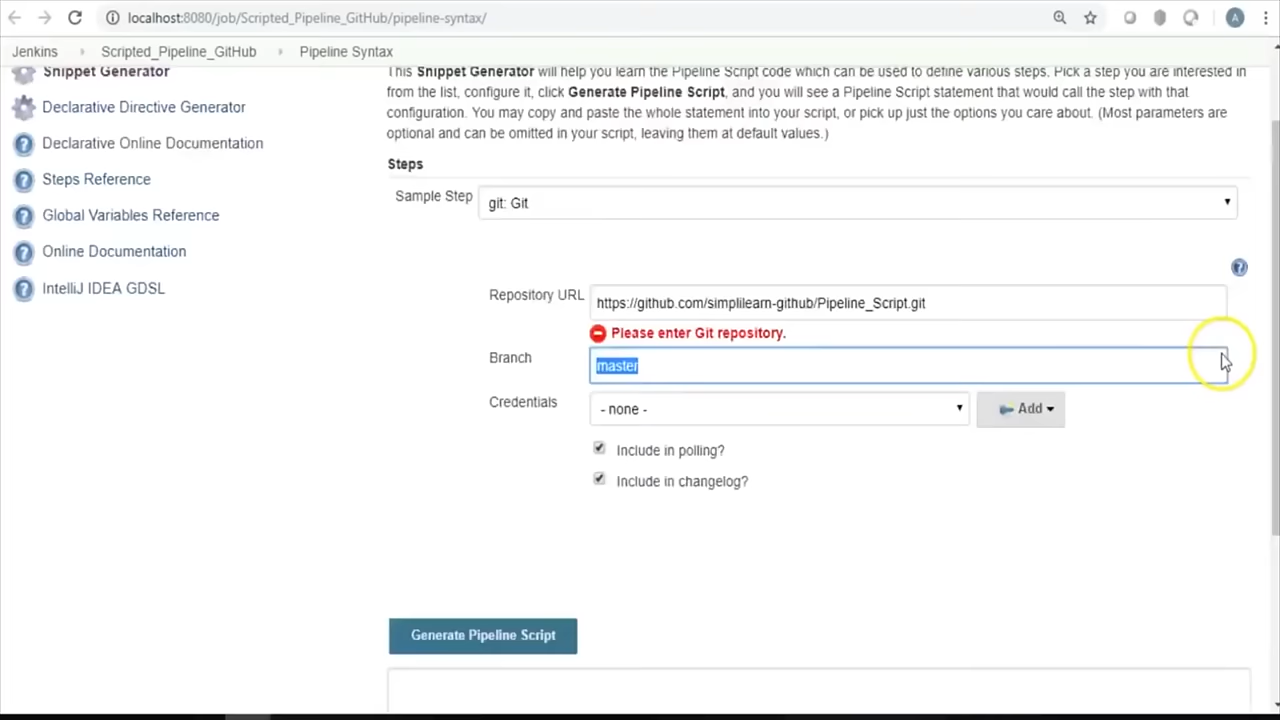 localhost:8080/job/Scripted_Pipeline_GitHub/pipeline-syntax/
A
Jenkins Scripted_Pipeline_GitHub Pipeline Syntax
Snippet Generator
Declarative Directive Generator
Declarative Online Documentation
Steps Reference
Global Variables Reference
Online Documentation
IntelliJ IDEA GDSL
This Snippet Generator will help you learn the Pipeline Script code which can be used to define various steps. Pick a step you are interested in
from the list, configure it, click Generate Pipeline Script, and you will see a Pipeline Script statement that would call the step with that
configuration. You may copy and paste the whole statement into your script, or pick up just the options you care about. (Most parameters are
optional and can be omitted in your script, leaving them at default values.)
Steps
Sample Step git: Git
Repository URL https://github.com/simplilearn-github/Pipeline_Script.git
Please enter Git repository.
Branch master
Credentials - none - Add
Include in polling?
Include in changelog?
Generate Pipeline Script